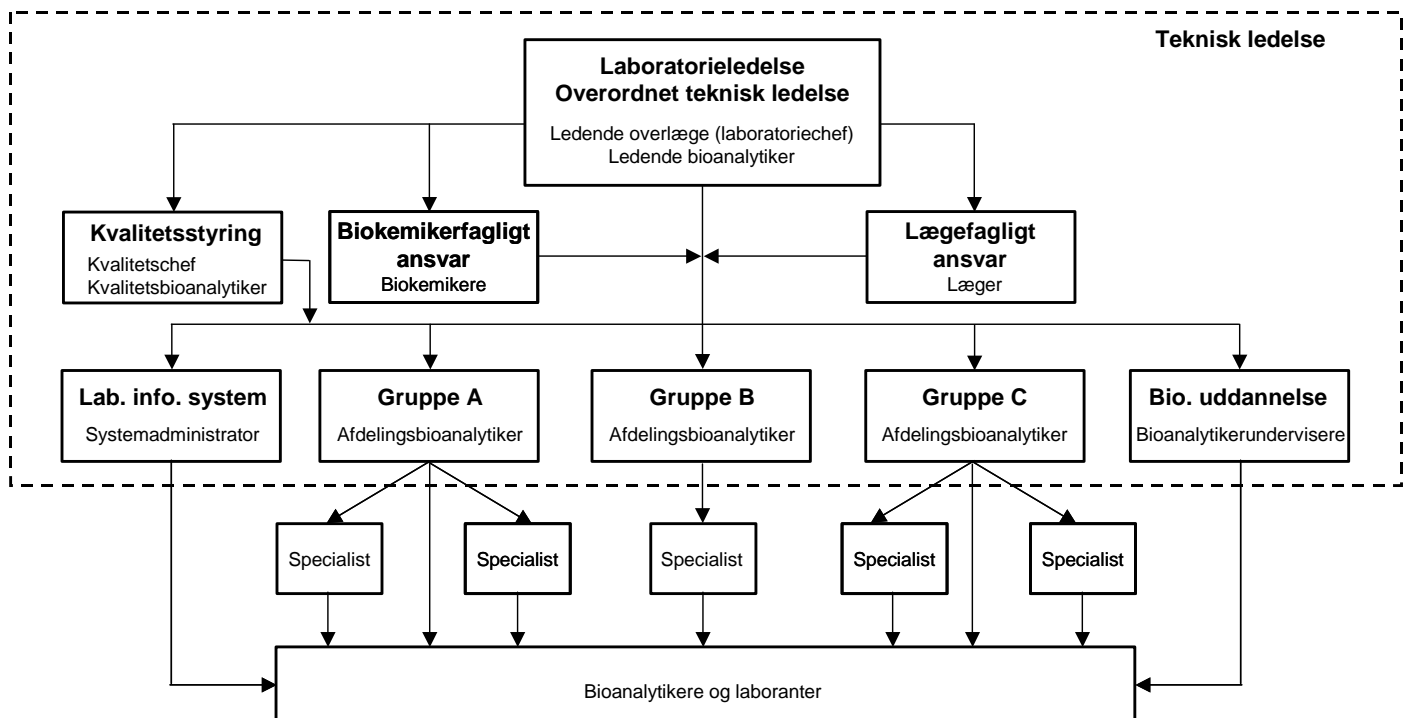 Teknisk ledelse
Laboratorieledelse
Overordnet teknisk ledelse
Ledende overlæge (laboratoriechef)
Ledende bioanalytiker
Kvalitetsstyring
Kvalitetschef
Kvalitetsbioanalytiker
Biokemikerfagligt
ansvar
Biokemikere
Lægefagligt
ansvar
Læger
Lab. info. system
Systemadministrator
Gruppe A
Afdelingsbioanalytiker
Gruppe B
Afdelingsbioanalytiker
Gruppe C
Afdelingsbioanalytiker
Bio. uddannelse
Bioanalytikerundervisere
Specialist
Specialist
Specialist
Specialist
Specialist
Bioanalytikere og laboranter